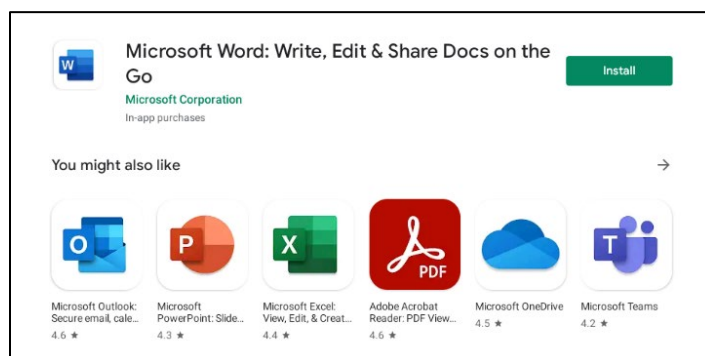 W
Microsoft Word: Write, Edit & Share Docs on the
Go
Install
Microsoft Corporation
In-app purchases
You might also like
O
P
X
PDF
T
Microsoft Outlook:
Secure email, cale...
4.6 ★
Microsoft
PowerPoint: Slide...
4.3 ★
Microsoft Excel:
View, Edit, & Creat...
4.4 ★
Adobe Acrobat
Reader: PDF View...
4.6 ★
Microsoft OneDrive
4.5 ★
Microsoft Teams
4.2 ★